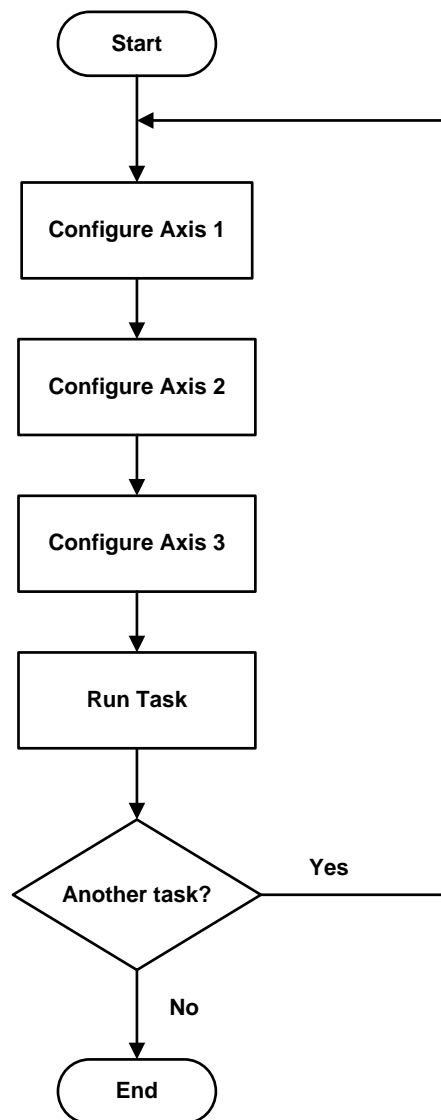 Start
Configure Axis 1
Configure Axis 2
Configure Axis 3
Run Task
Another task?
Yes
No
End